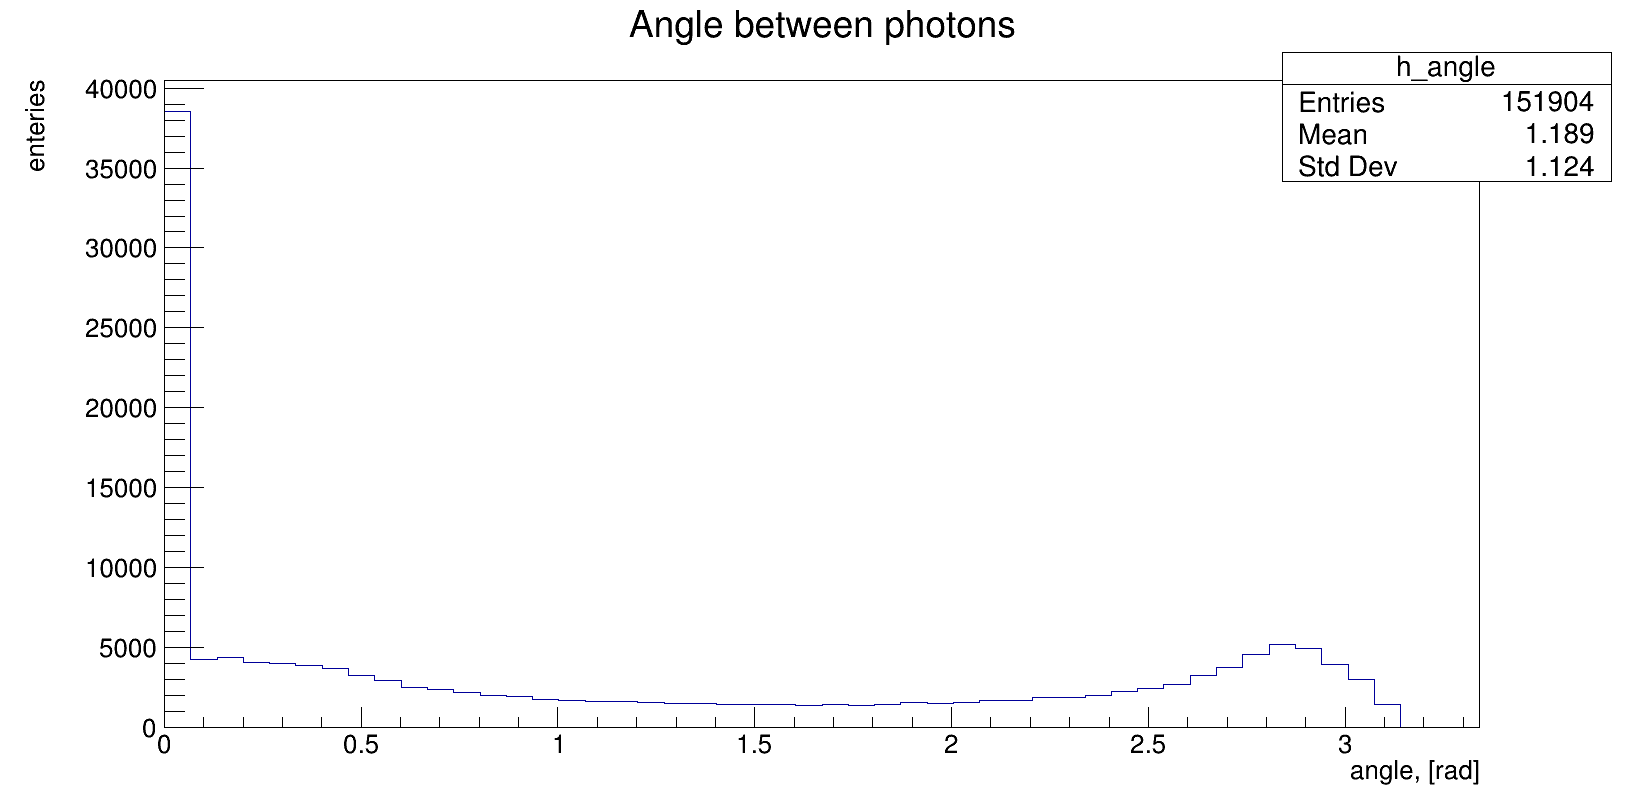 Angle between photons
h_angle
Entries 151904
Mean 1.189
Std Dev 1.124
enteries
40000
35000
30000
25000
20000
15000
10000
5000
0
0 0.5 1 1.5 2 2.5 3
angle, [rad]